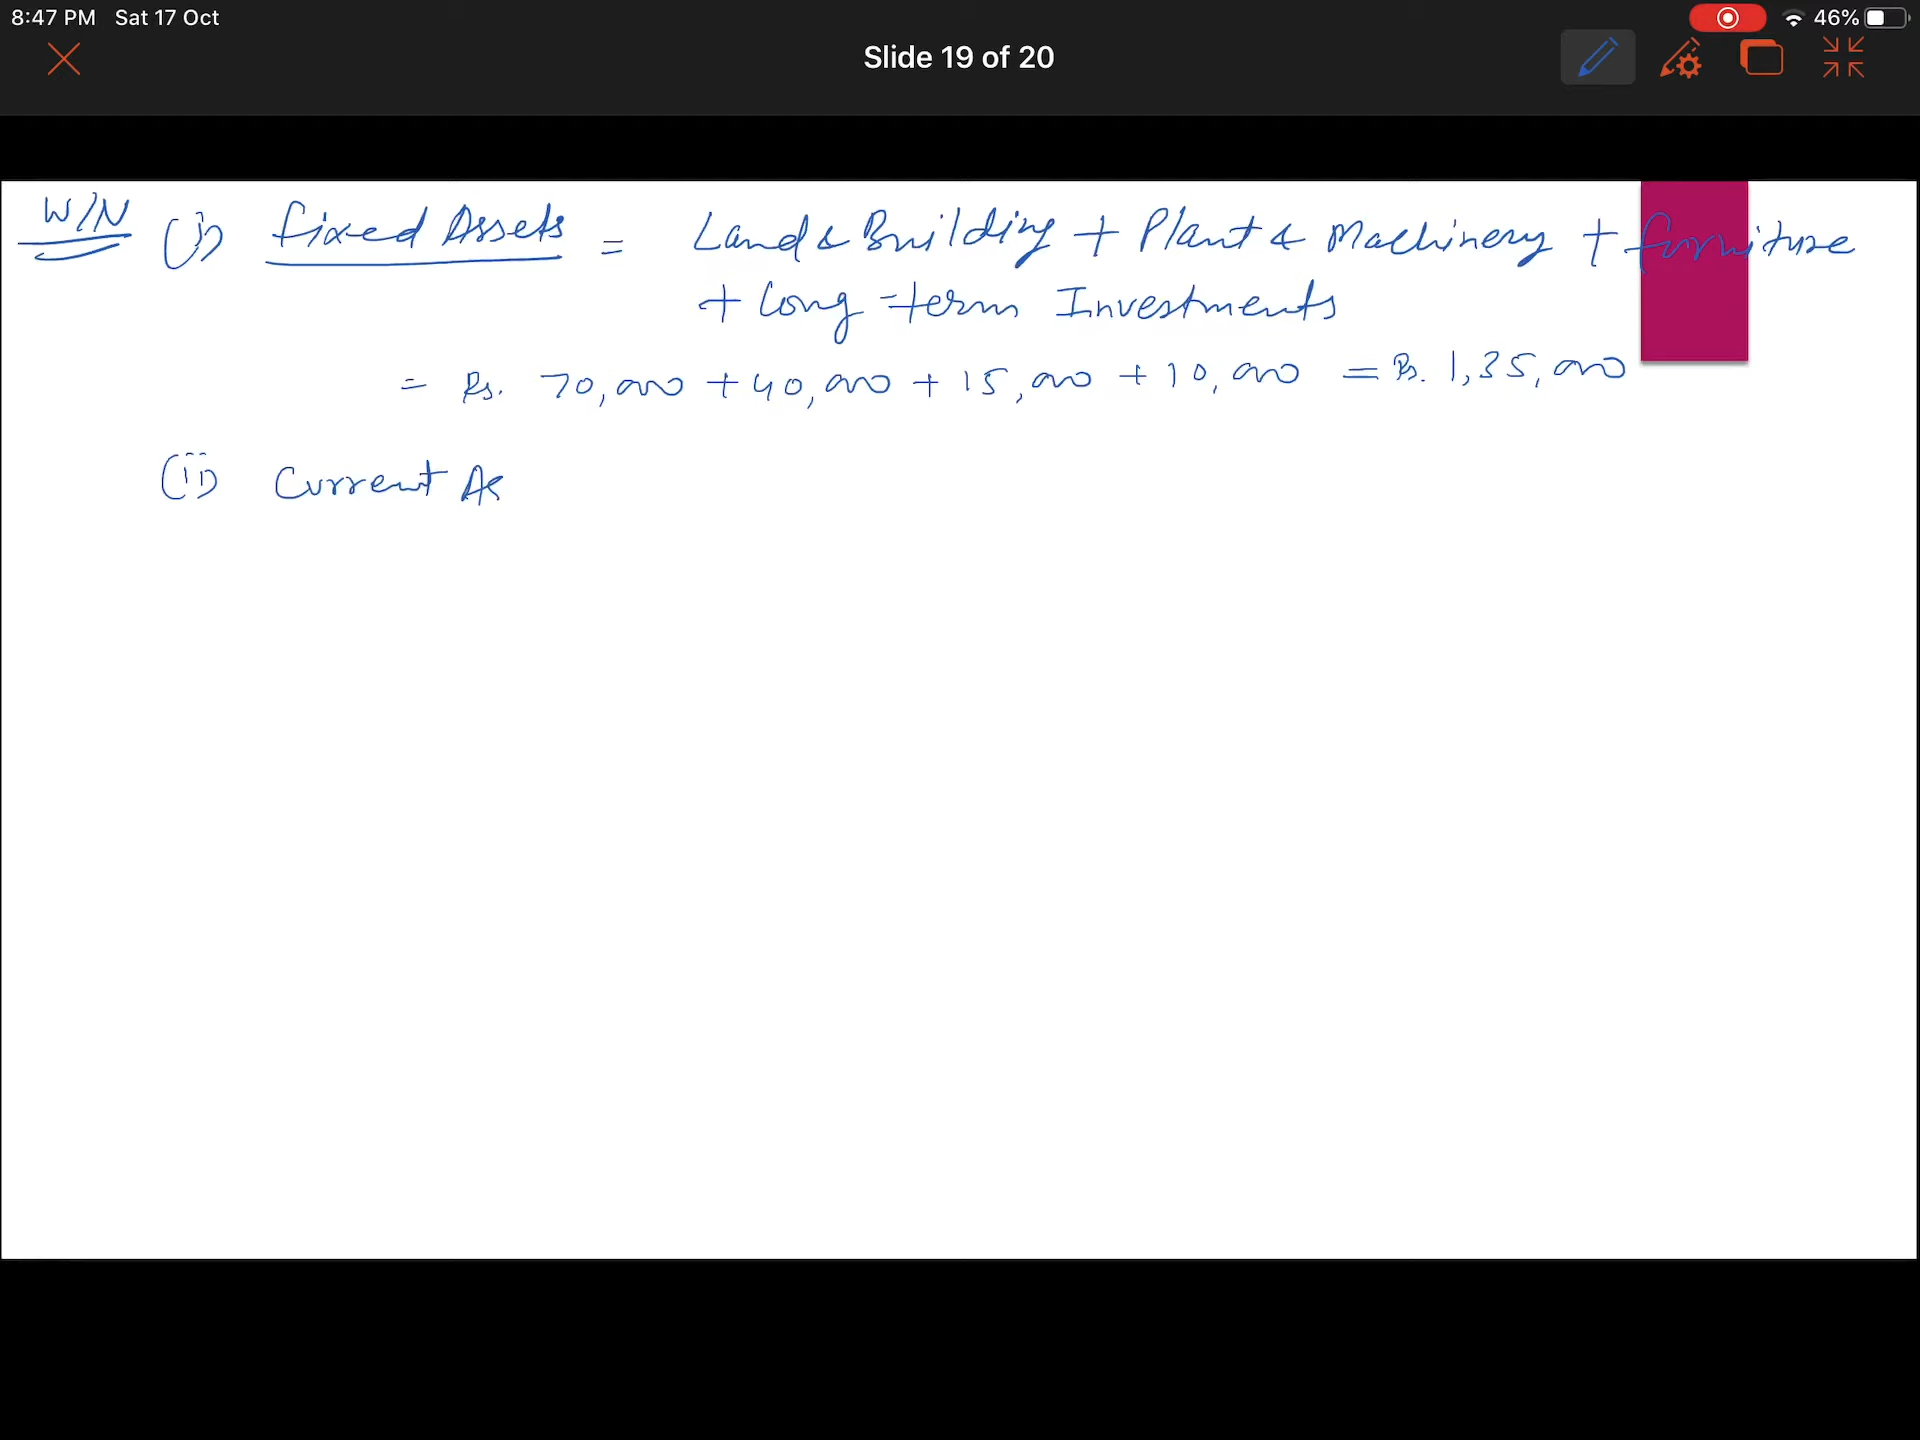 8:47 PM Sat 17 Oct
46%
Slide 19 of 20
W/N (i) Fixed Assets = Land & Building + Plant & Machinery + furniture
+ Long-term Investments
= Rs. 70,000 + 40,000 + 15,000 + 10,000 = Rs. 1,35,000
(ii) Current As